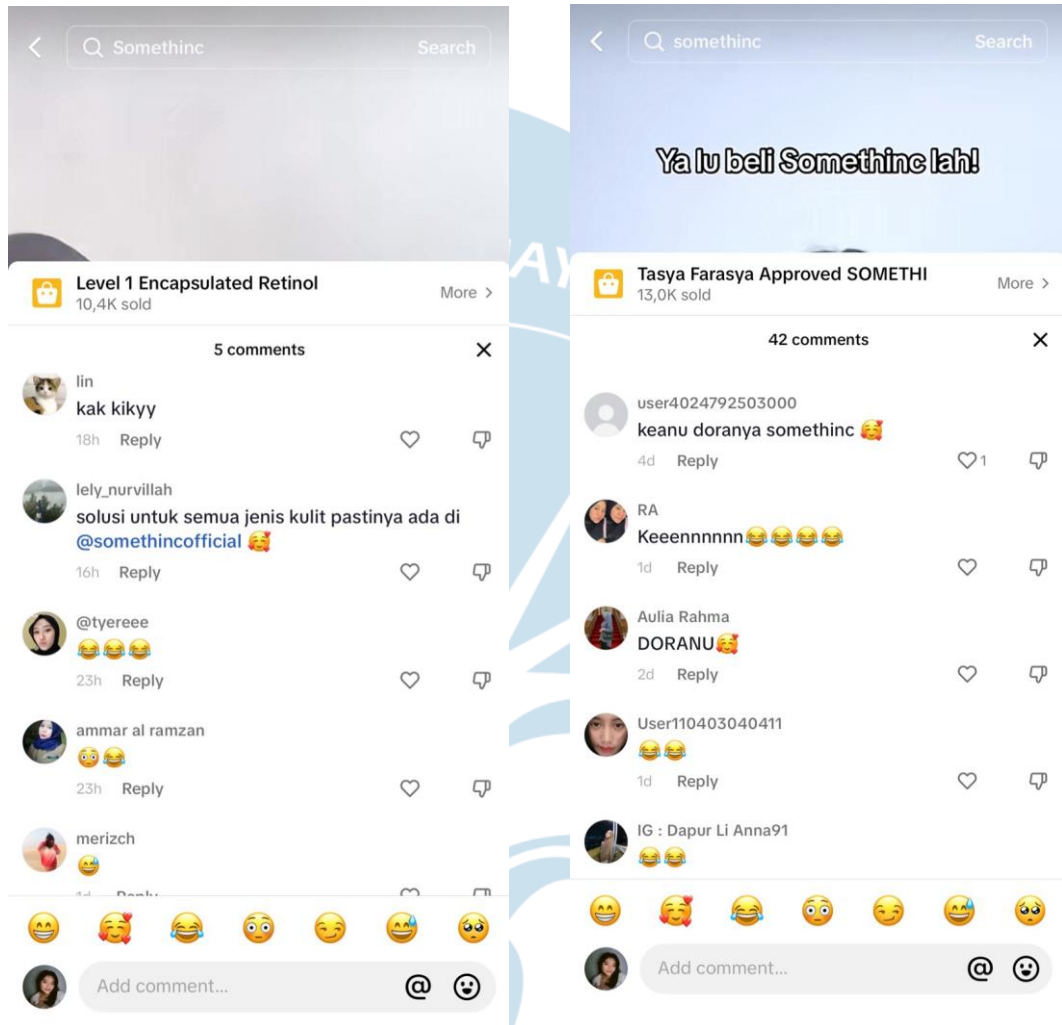 Somethinc Search
Level 1 Encapsulated Retinol
10,4K sold
More >
5 comments
lin
kak kikyy
18h Reply
lely_nurvillah
solusi untuk semua jenis kulit pastinya ada di
@somethincofficial 🥰
16h Reply
@tyereee
😂😂😂
23h Reply
ammar al ramzan
😳😂
23h Reply
merizch
😅
1d Reply
😁🥰😂😳😏😅🥺
Add comment... @
somethinc Search
Ya lu beli Somethinc lah!
Tasya Farasya Approved SOMETHI
13,0K sold
More >
42 comments
user4024792503000
keanu doranya somethinc 🥰
4d Reply 1
RA
Keeennnnnn😂😂😂😂
1d Reply
Aulia Rahma
DORANU🥰
2d Reply
User110403040411
😂😂
1d Reply
IG : Dapur Li Anna91
😂😂
😁🥰😂😳😏😅🥺
Add comment... @